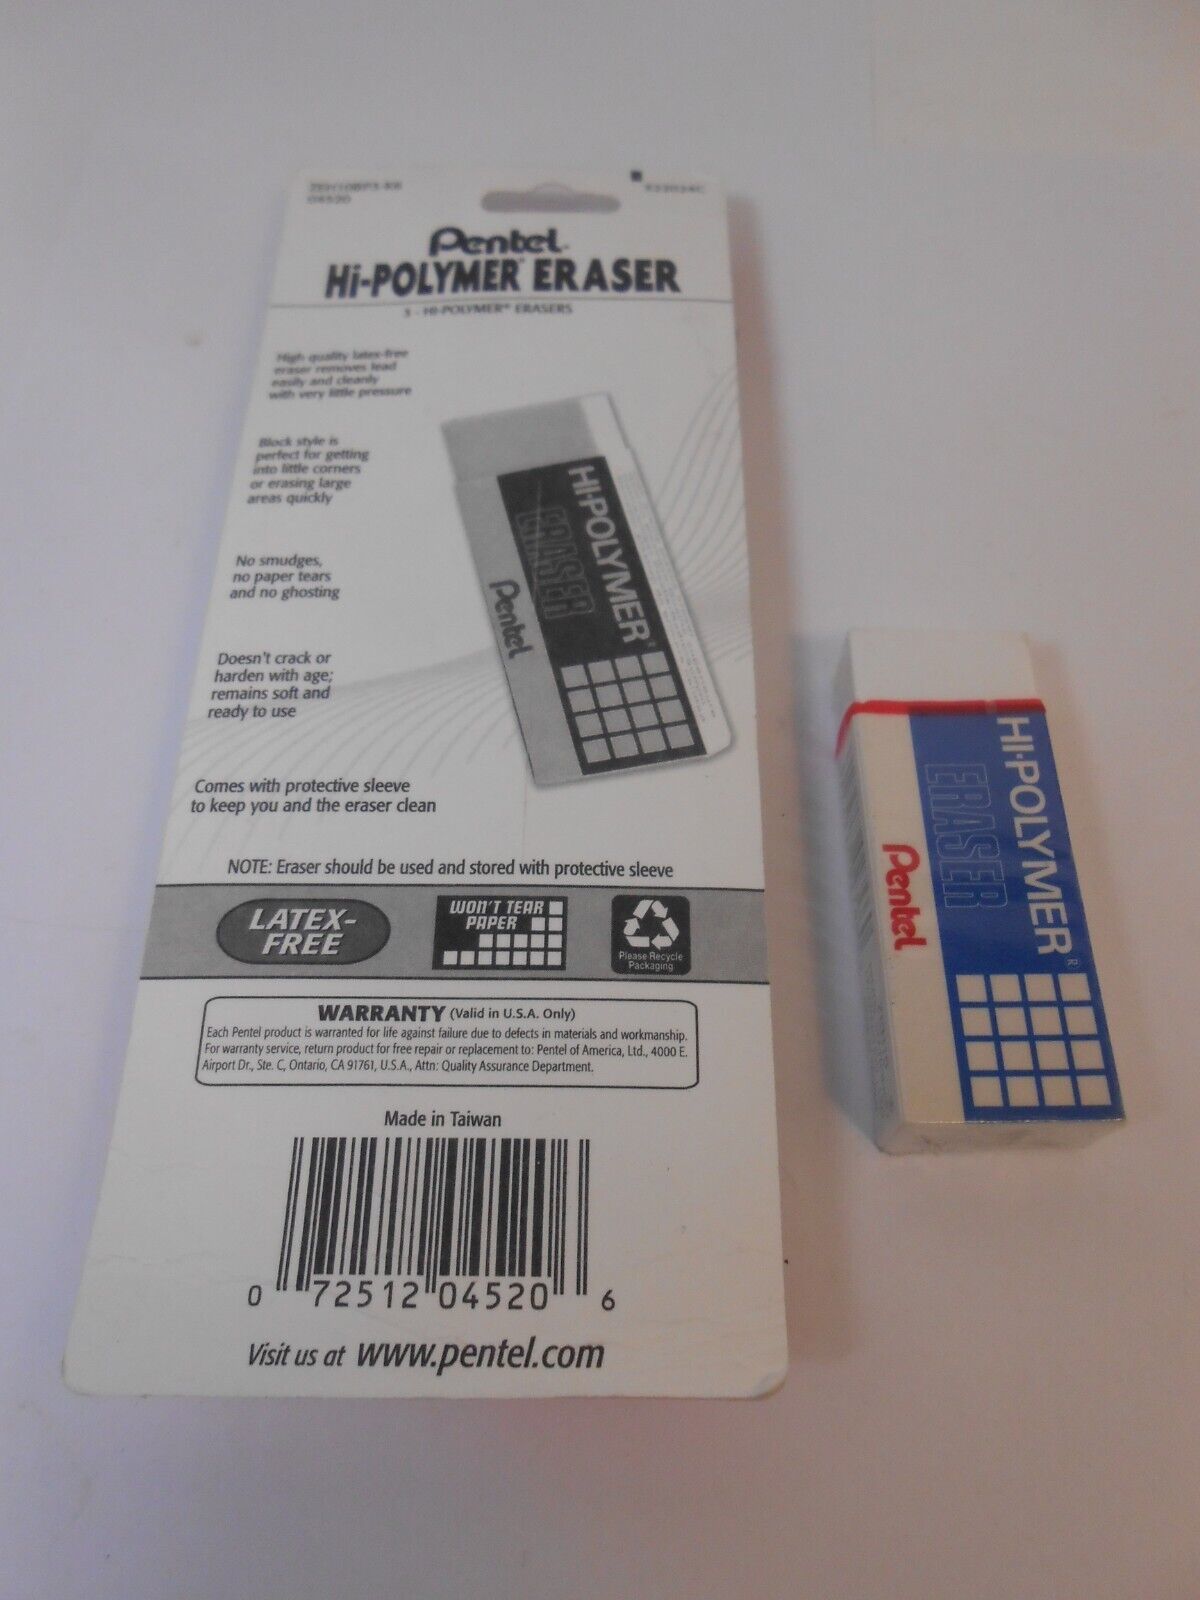 Pentel
Hi-POLYMER™ ERASER
3 - HI-POLYMER® ERASERS
High quality latex-free
eraser removes lead
easily and cleanly
with very little pressure
Block style is
perfect for getting
into little corners
or erasing large
areas quickly
No smudges,
no paper tears
and no ghosting
Doesn't crack or
harden with age;
remains soft and
ready to use
Comes with protective sleeve
to keep you and the eraser clean
HI-POLYMER
ERASER
Pentel
NOTE: Eraser should be used and stored with protective sleeve
LATEX-
FREE
WON'T TEAR
PAPER
Please Recycle
Packaging
WARRANTY (Valid in U.S.A. Only)
Each Pentel product is warranted for life against failure due to defects in materials and workmanship.
For warranty service, return product for free repair or replacement to: Pentel of America, Ltd., 4000 E.
Airport Dr., Ste. C, Ontario, CA 91761, U.S.A., Attn: Quality Assurance Department.
Made in Taiwan
0 72512 04520 6
Visit us at www.pentel.com
HI-POLYMER®
ERASER
Pentel